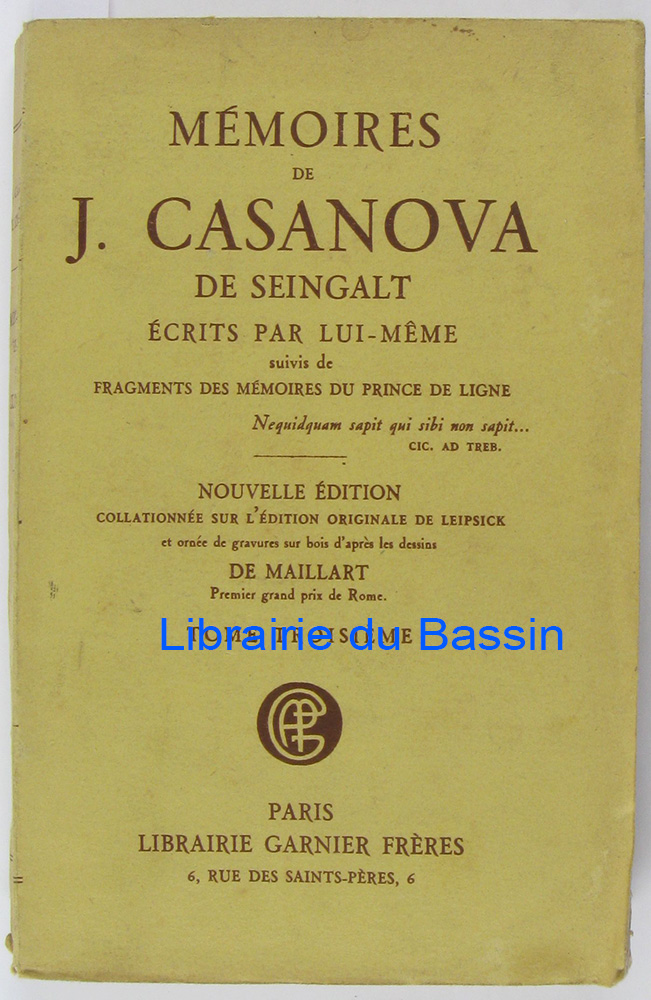 MÉMOIRES
DE
J. CASANOVA
DE SEINGALT
ÉCRITS PAR LUI-MÊME
suivis de
FRAGMENTS DES MÉMOIRES DU PRINCE DE LIGNE
Nequidquam sapit qui sibi non sapit...
CIC. AD TREB.
NOUVELLE ÉDITION
COLLATIONNÉE SUR L'ÉDITION ORIGINALE DE LEIPSICK
et ornée de gravures sur bois d'après les dessins
DE MAILLART
Premier grand prix de Rome.
TOME TROISIÈME
Librairie du Bassin
PARIS
LIBRAIRIE GARNIER FRÈRES
6, RUE DES SAINTS-PÈRES, 6